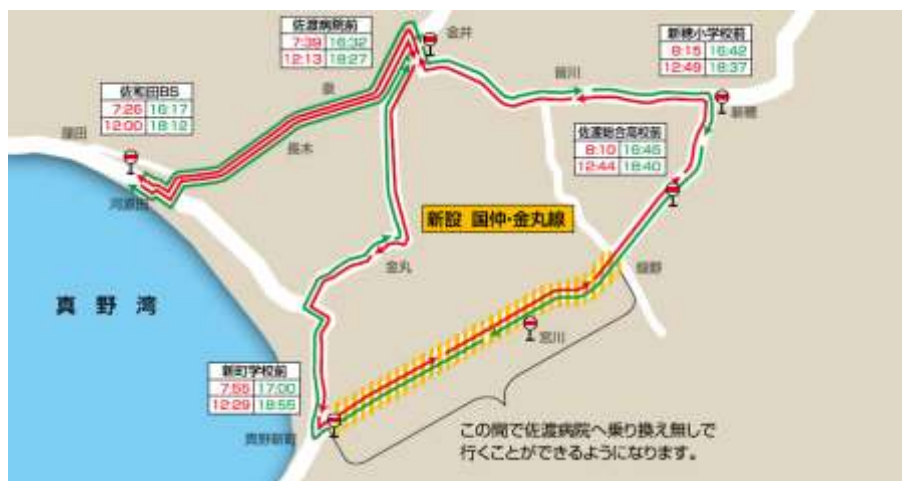 佐渡病院前
7:39 16:32
12:13 18:27
金井
新穂小学校前
8:15 16:42
12:49 18:37
新穂
皆川
佐和田BS
7:26 16:17
12:00 18:12
泉
長木
河原田
佐渡総合高校前
8:10 16:45
12:44 18:40
新設 国仲・金丸線
金丸
畑野
真野湾
宮川
新町学校前
7:55 17:00
12:29 18:55
真野新町
この間で佐渡病院へ乗り換え無しで
行くことができるようになります。